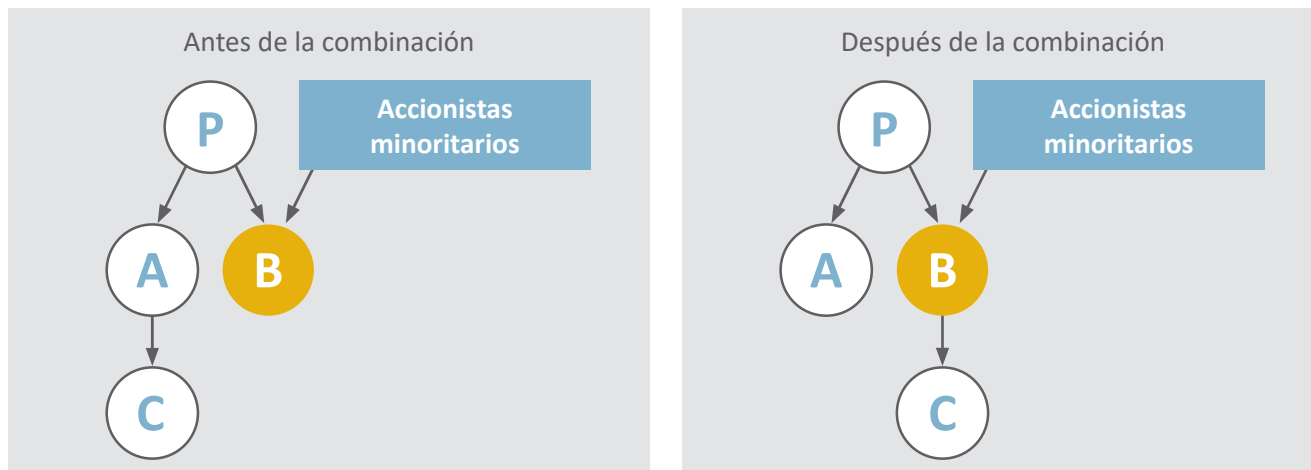 Antes de la combinación
P
Accionistas
minoritarios
A
B
C
Después de la combinación
P
Accionistas
minoritarios
A
B
C